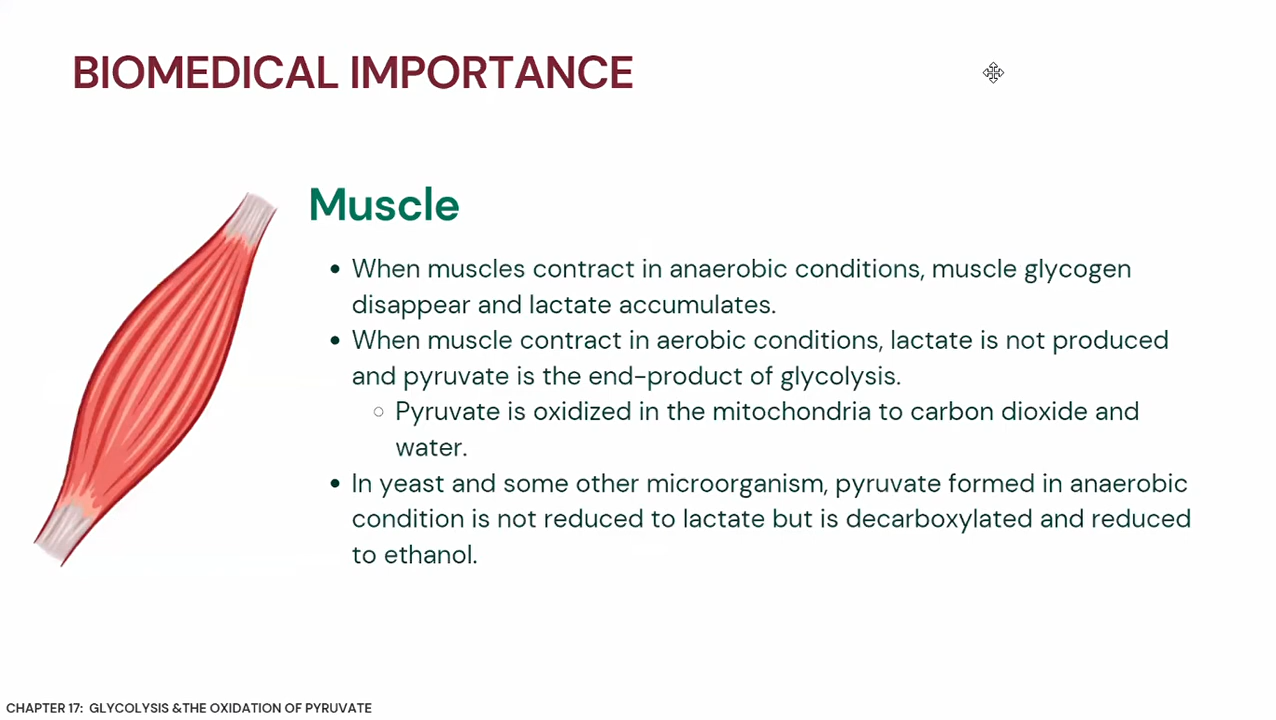 BIOMEDICAL IMPORTANCE
Muscle
• When muscles contract in anaerobic conditions, muscle glycogen
disappear and lactate accumulates.
• When muscle contract in aerobic conditions, lactate is not produced
and pyruvate is the end-product of glycolysis.
○ Pyruvate is oxidized in the mitochondria to carbon dioxide and
water.
• In yeast and some other microorganism, pyruvate formed in anaerobic
condition is not reduced to lactate but is decarboxylated and reduced
to ethanol.
CHAPTER 17: GLYCOLYSIS &THE OXIDATION OF PYRUVATE